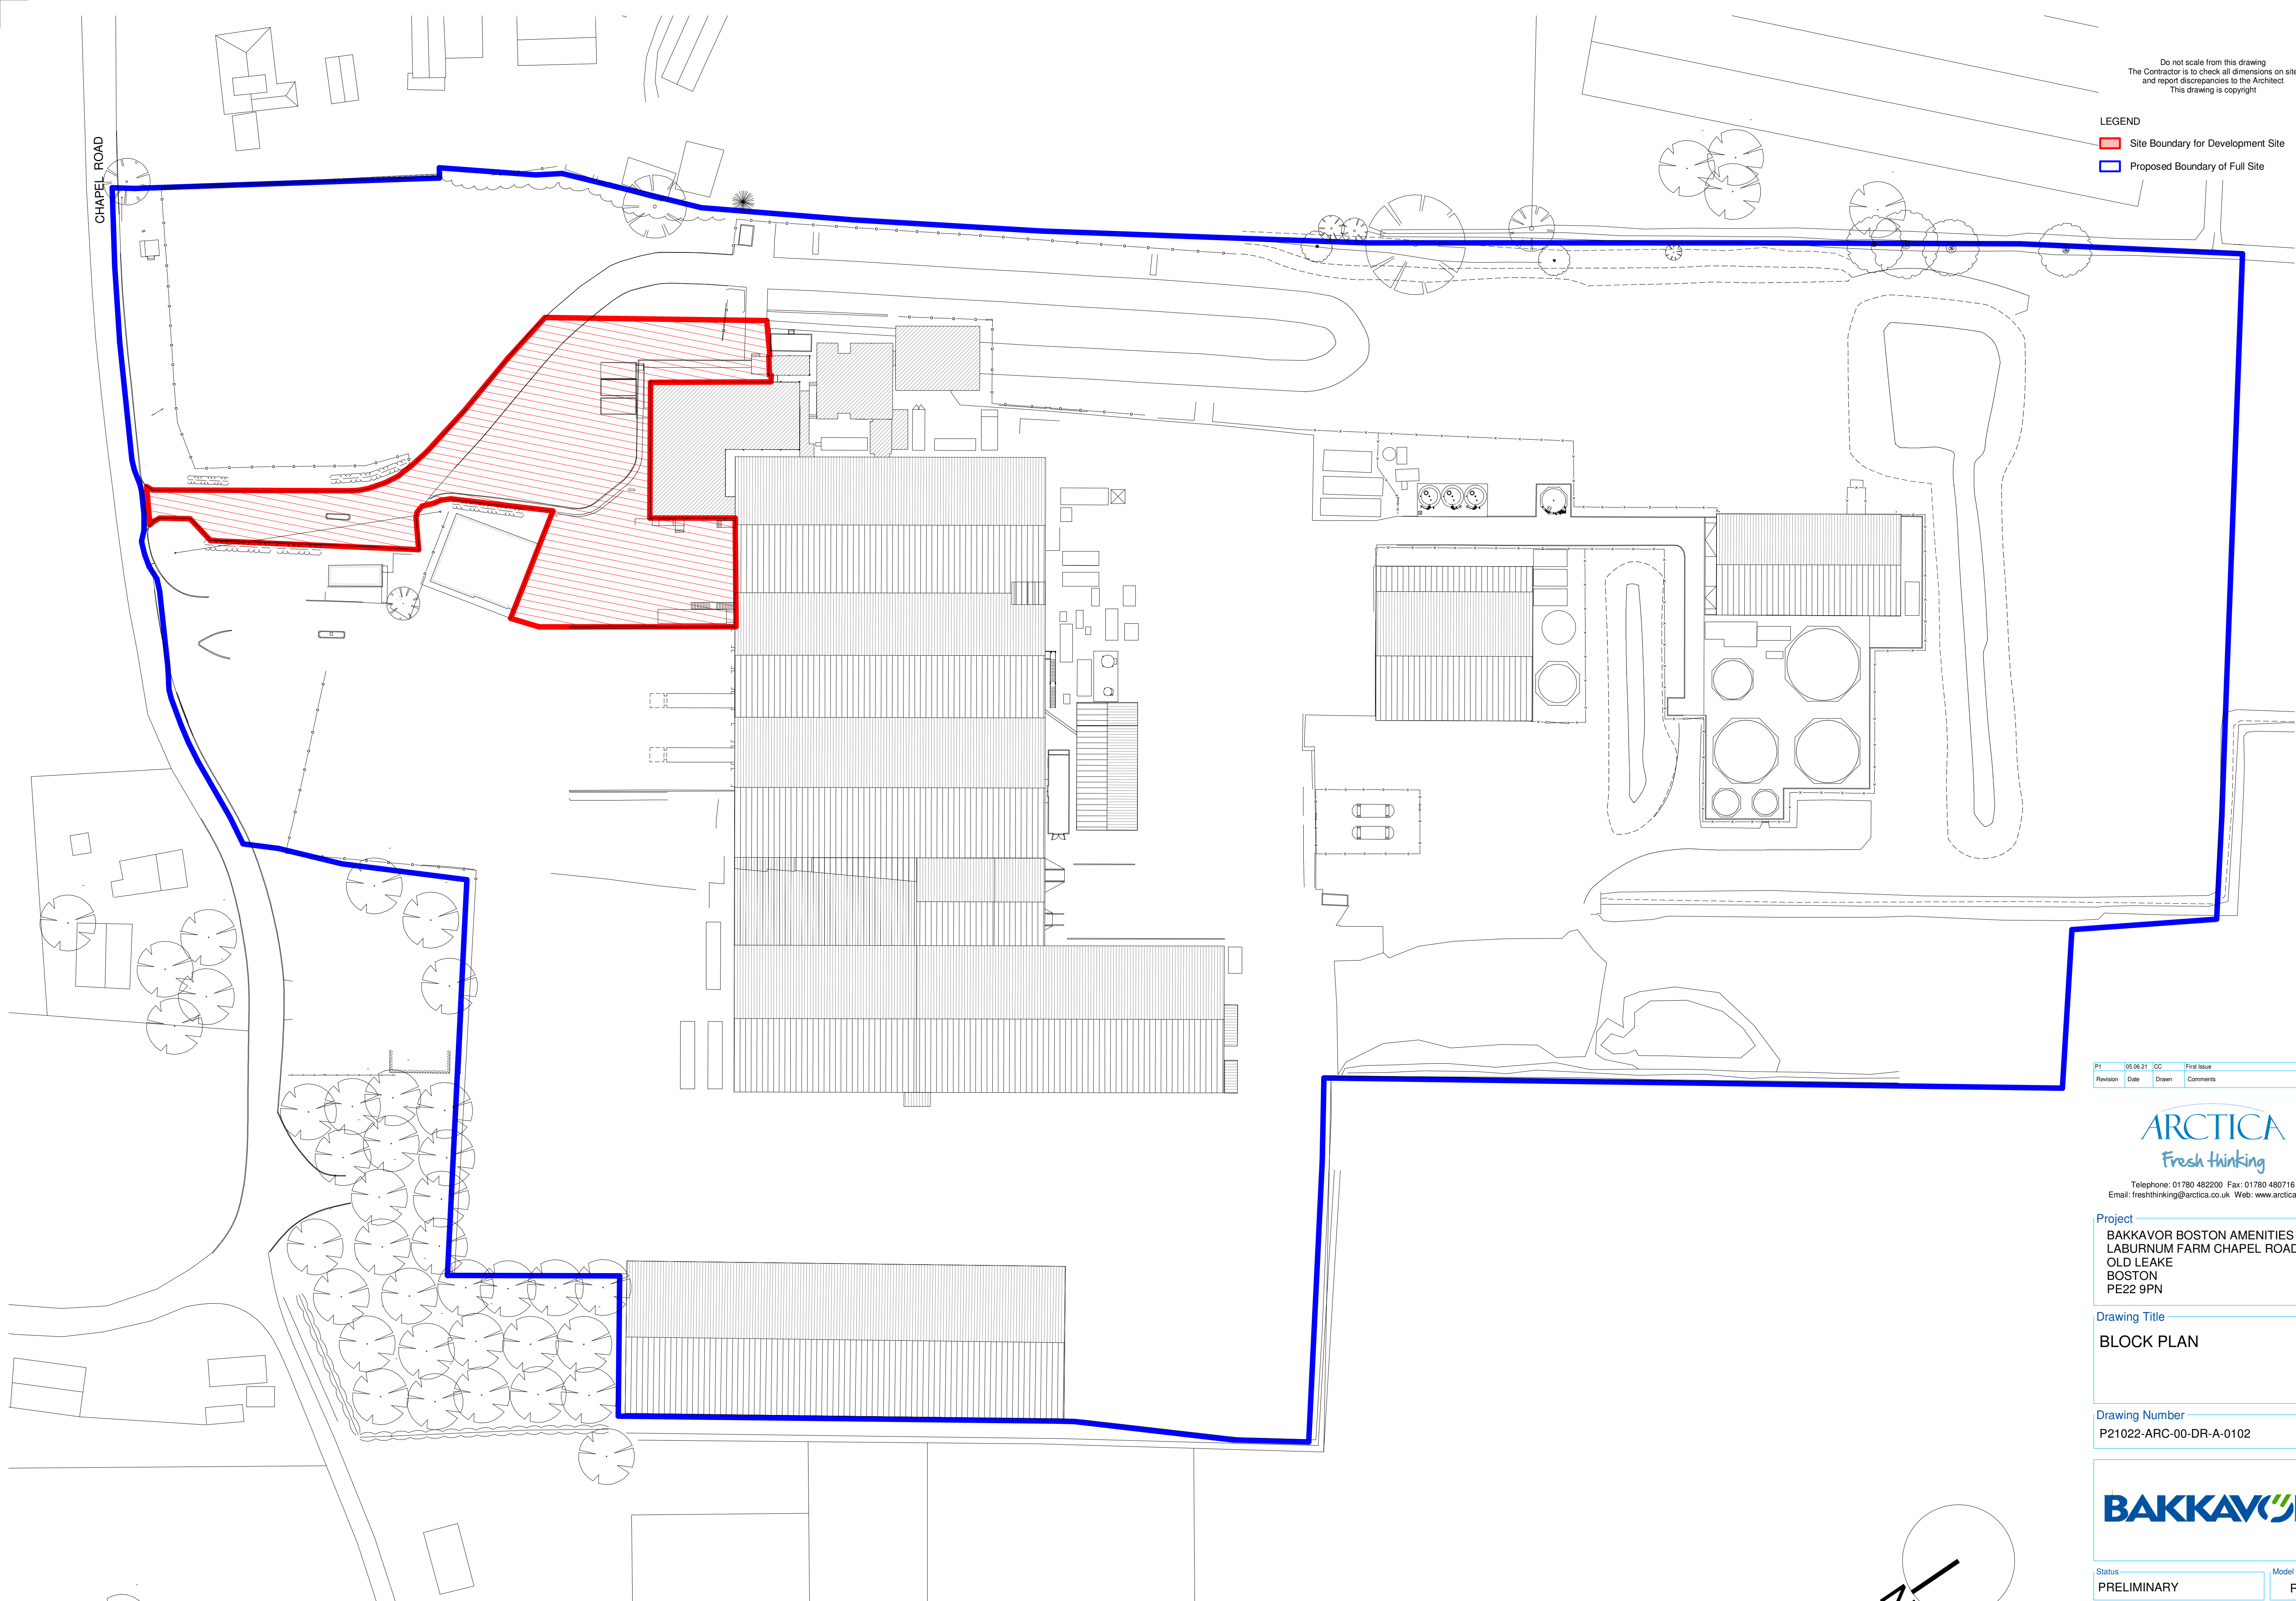 CHAPEL ROAD
Do not scale from this drawing
The Contractor is to check all dimensions on site
and report discrepancies to the Architect
This drawing is copyright
LEGEND
Site Boundary for Development Site
Proposed Boundary of Full Site
P1 05.06.21 CC First Issue
Revision Date Drawn Comments
ARCTICA
Fresh thinking
Telephone: 01780 482200 Fax: 01780 480716
Email: freshthinking@arctica.co.uk Web: www.arctica
Project
BAKKAVOR BOSTON AMENITIES
LABURNUM FARM CHAPEL ROAD
OLD LEAKE
BOSTON
PE22 9PN
Drawing Title
BLOCK PLAN
Drawing Number
P21022-ARC-00-DR-A-0102
BAKKAVOR
Status
PRELIMINARY
Model
N